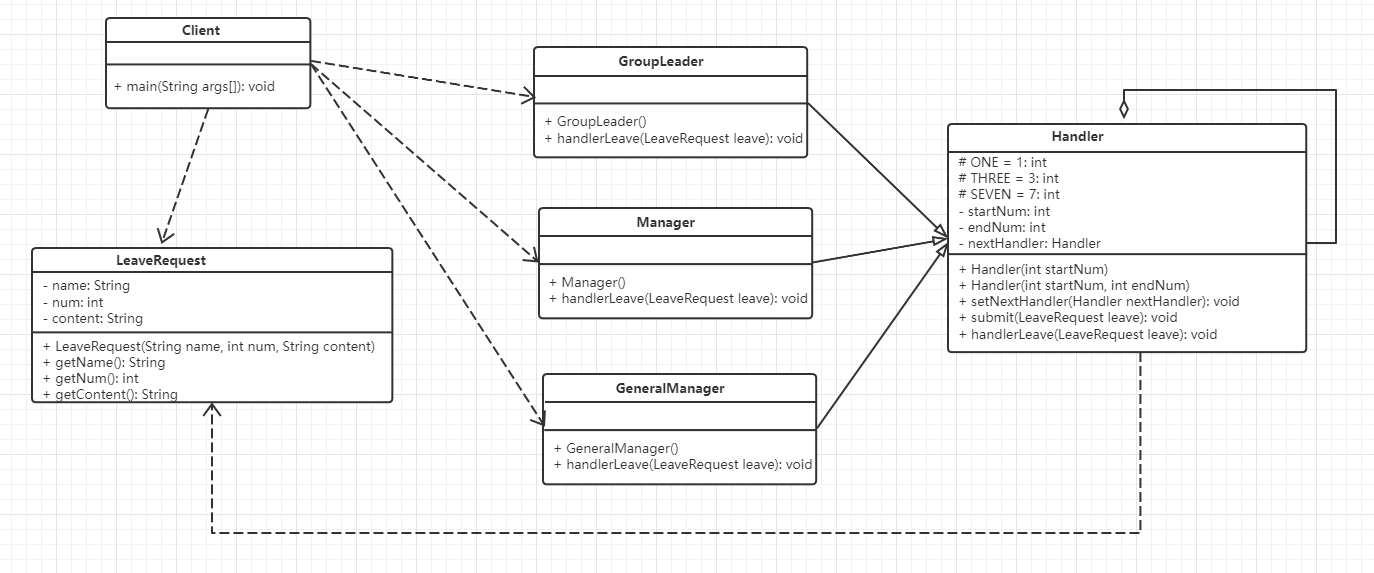 Client
+ main(String args[]): void
LeaveRequest
- name: String
- num: int
- content: String
+ LeaveRequest(String name, int num, String content)
+ getName(): String
+ getNum(): int
+ getContent(): String
GroupLeader
+ GroupLeader()
+ handlerLeave(LeaveRequest leave): void
Manager
+ Manager()
+ handlerLeave(LeaveRequest leave): void
GeneralManager
+ GeneralManager()
+ handlerLeave(LeaveRequest leave): void
Handler
# ONE = 1: int
# THREE = 3: int
# SEVEN = 7: int
- startNum: int
- endNum: int
- nextHandler: Handler
+ Handler(int startNum)
+ Handler(int startNum, int endNum)
+ setNextHandler(Handler nextHandler): void
+ submit(LeaveRequest leave): void
+ handlerLeave(LeaveRequest leave): void